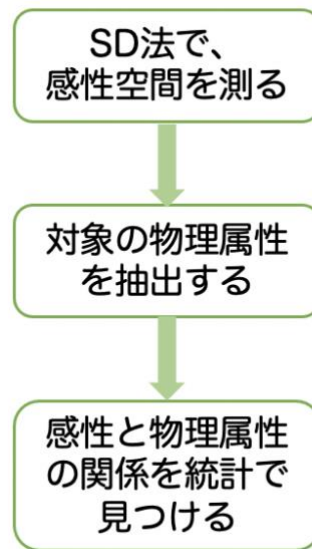 SD法で、
感性空間を測る
対象の物理属性
を抽出する
感性と物理属性
の関係を統計で
見つける